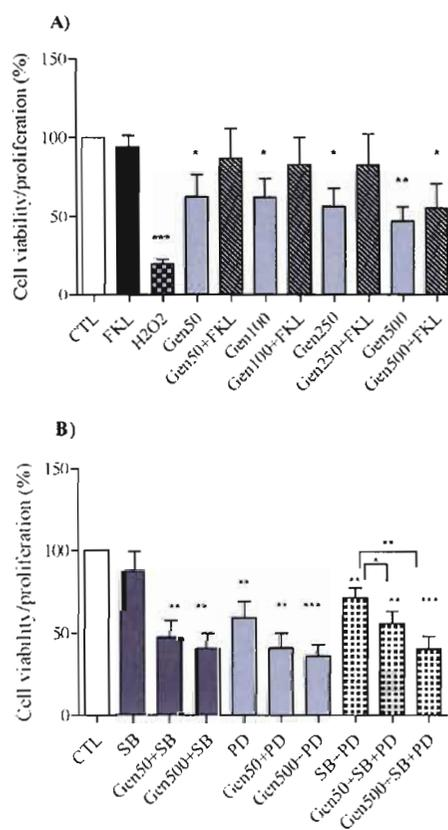 A)
Cell viability/proliferation (%)
150
100
50
0
*
*
*
**
*
***
CTL
FKL
H2O2
Gen50
Gen50+FKL
Gen100
Gen100+FKL
Gen250
Gen250+FKL
Gen500
Gen500+FKL
B)
Cell viability/proliferation (%)
150
100
50
0
**
*
**
**
**
**
***
**
**
***
CTL
SB
Gen50+SB
Gen500+SB
PD
Gen50+PD
Gen500+PD
SB+PD
Gen50+SB+PD
Gen500+SB+PD